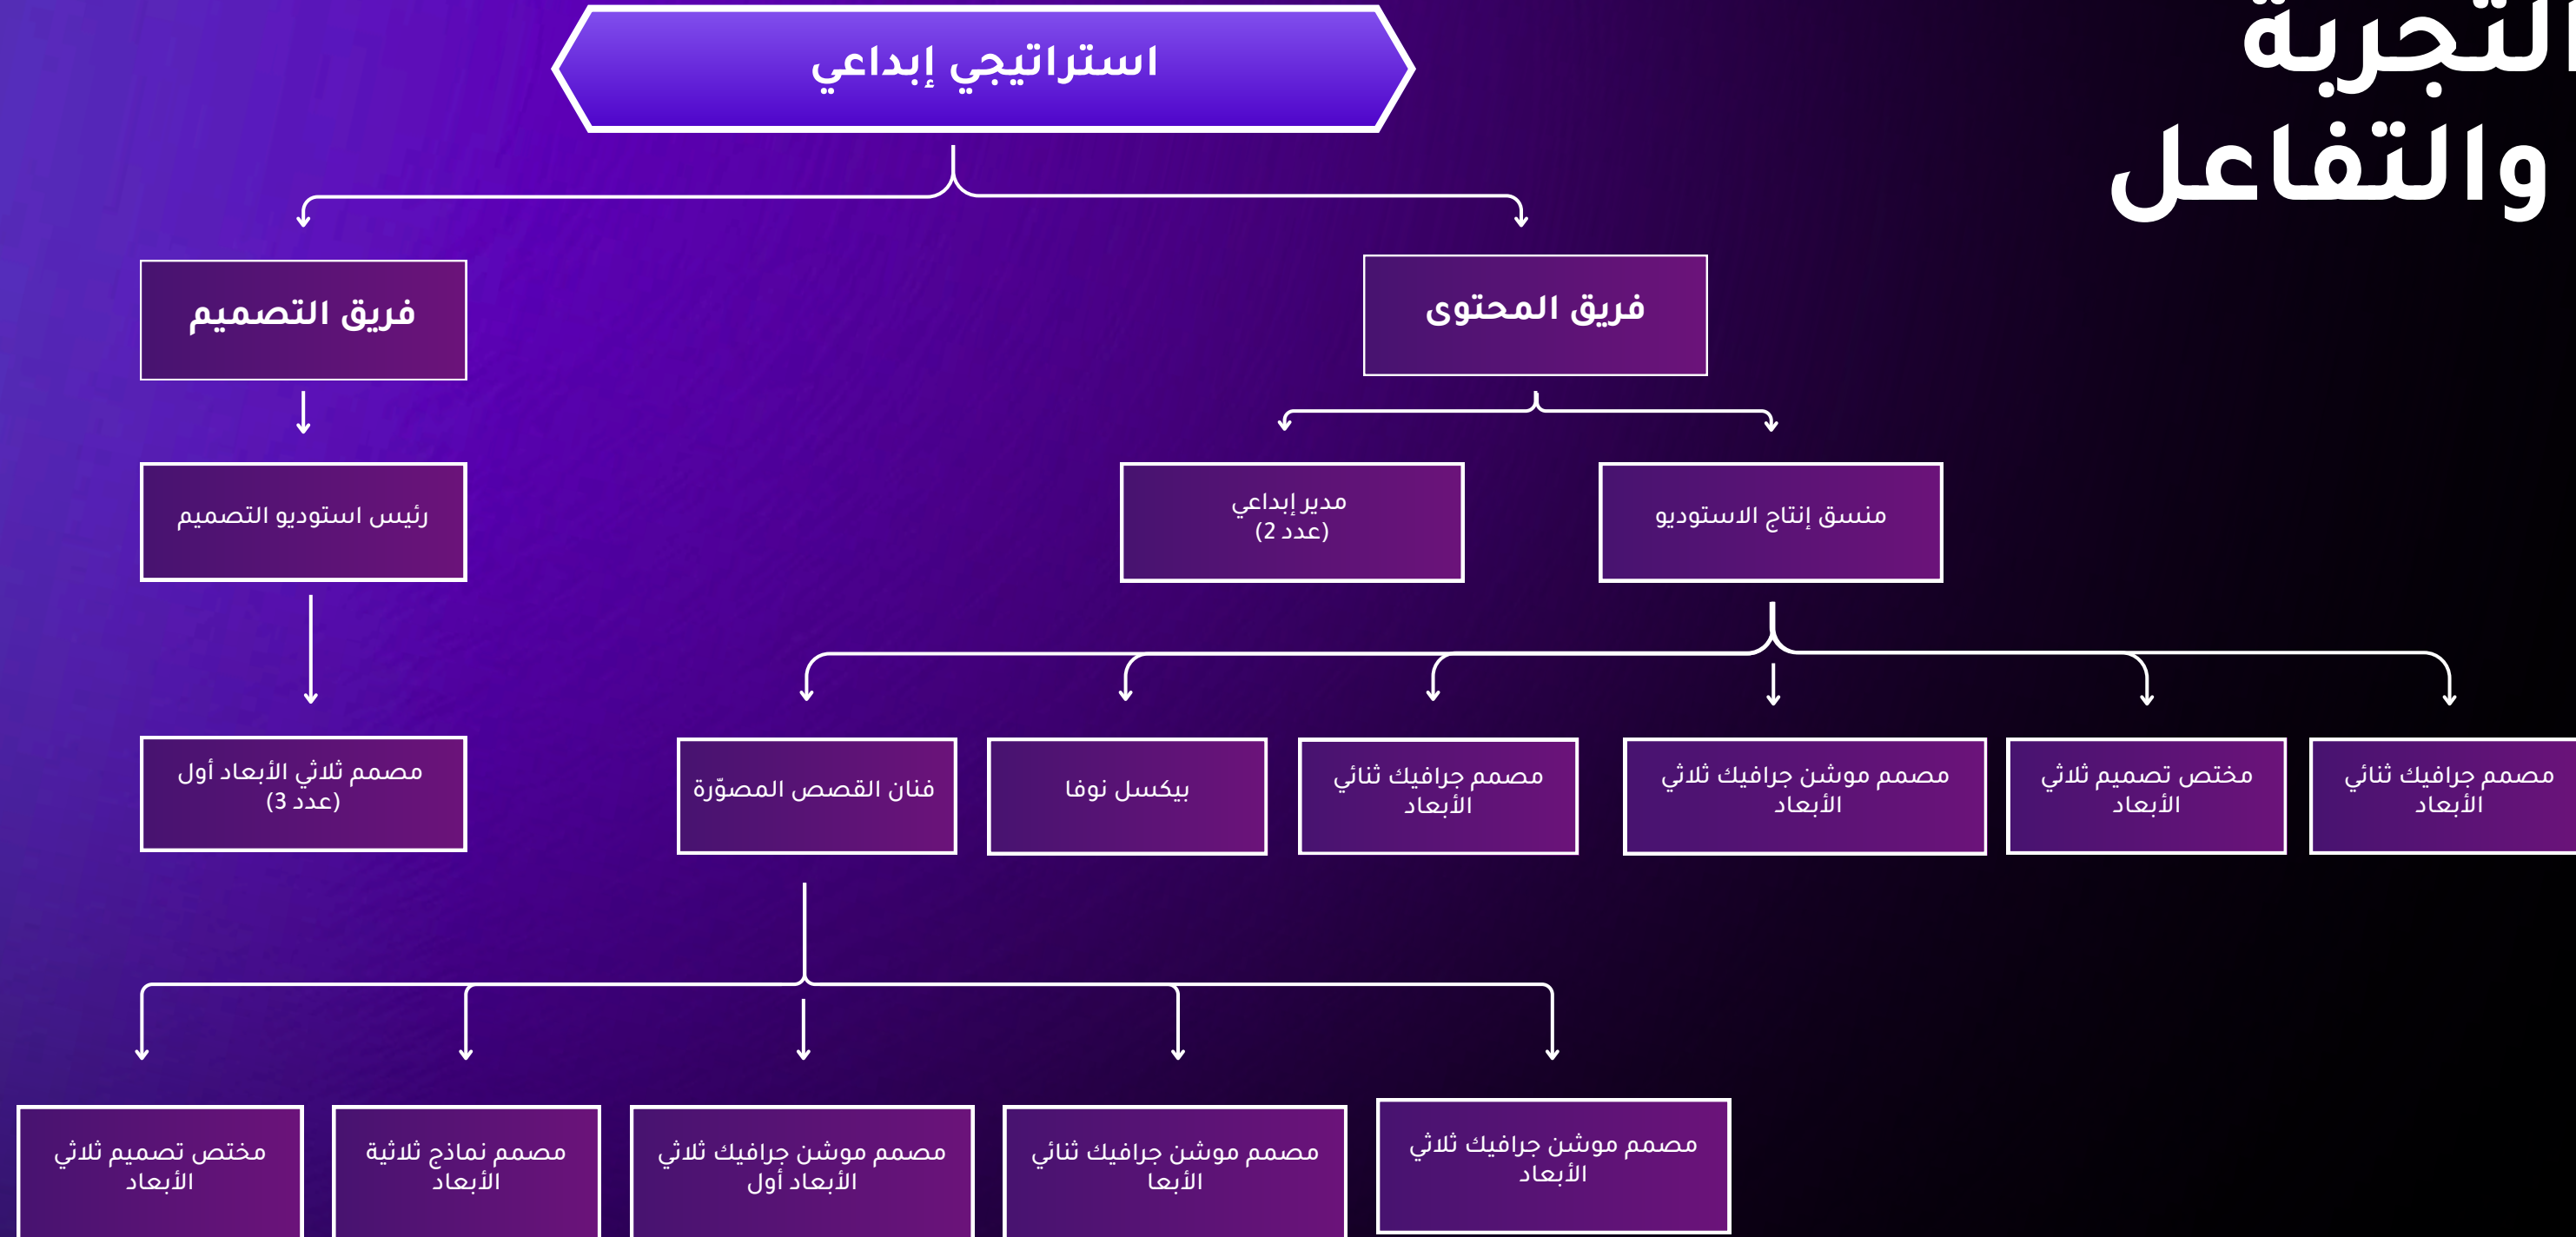 التجربة
والتفاعل
استراتيجي إبداعي
فريق المحتوى
فريق التصميم
منسق إنتاج الاستوديو
مدير إبداعي
(عدد 2)
رئيس استوديو التصميم
مصمم جرافيك ثنائي
الأبعاد
مختص تصميم ثلاثي
الأبعاد
مصمم موشن جرافيك ثلاثي
الأبعاد
مصمم جرافيك ثنائي
الأبعاد
بيكسل نوفا
فنان القصص المصوّرة
مصمم ثلاثي الأبعاد أول
(عدد 3)
مصمم موشن جرافيك ثلاثي
الأبعاد
مصمم موشن جرافيك ثنائي
الأبعا
مصمم موشن جرافيك ثلاثي
الأبعاد أول
مصمم نماذج ثلاثية
الأبعاد
مختص تصميم ثلاثي
الأبعاد